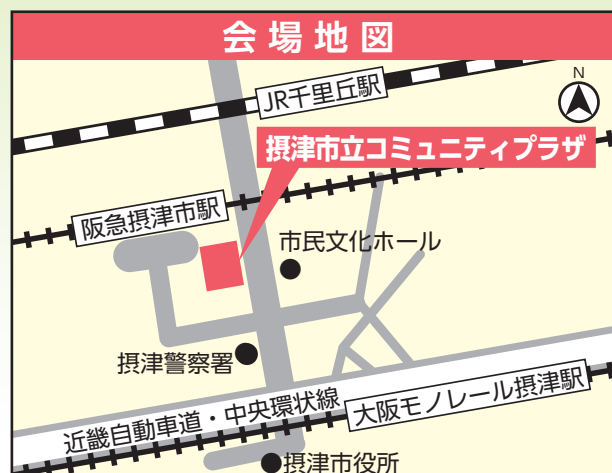 会場地図
N
JR千里丘駅
摂津市立コミュニティプラザ
阪急摂津市駅
市民文化ホール
摂津警察署
近畿自動車道・中央環状線
大阪モノレール摂津駅
摂津市役所